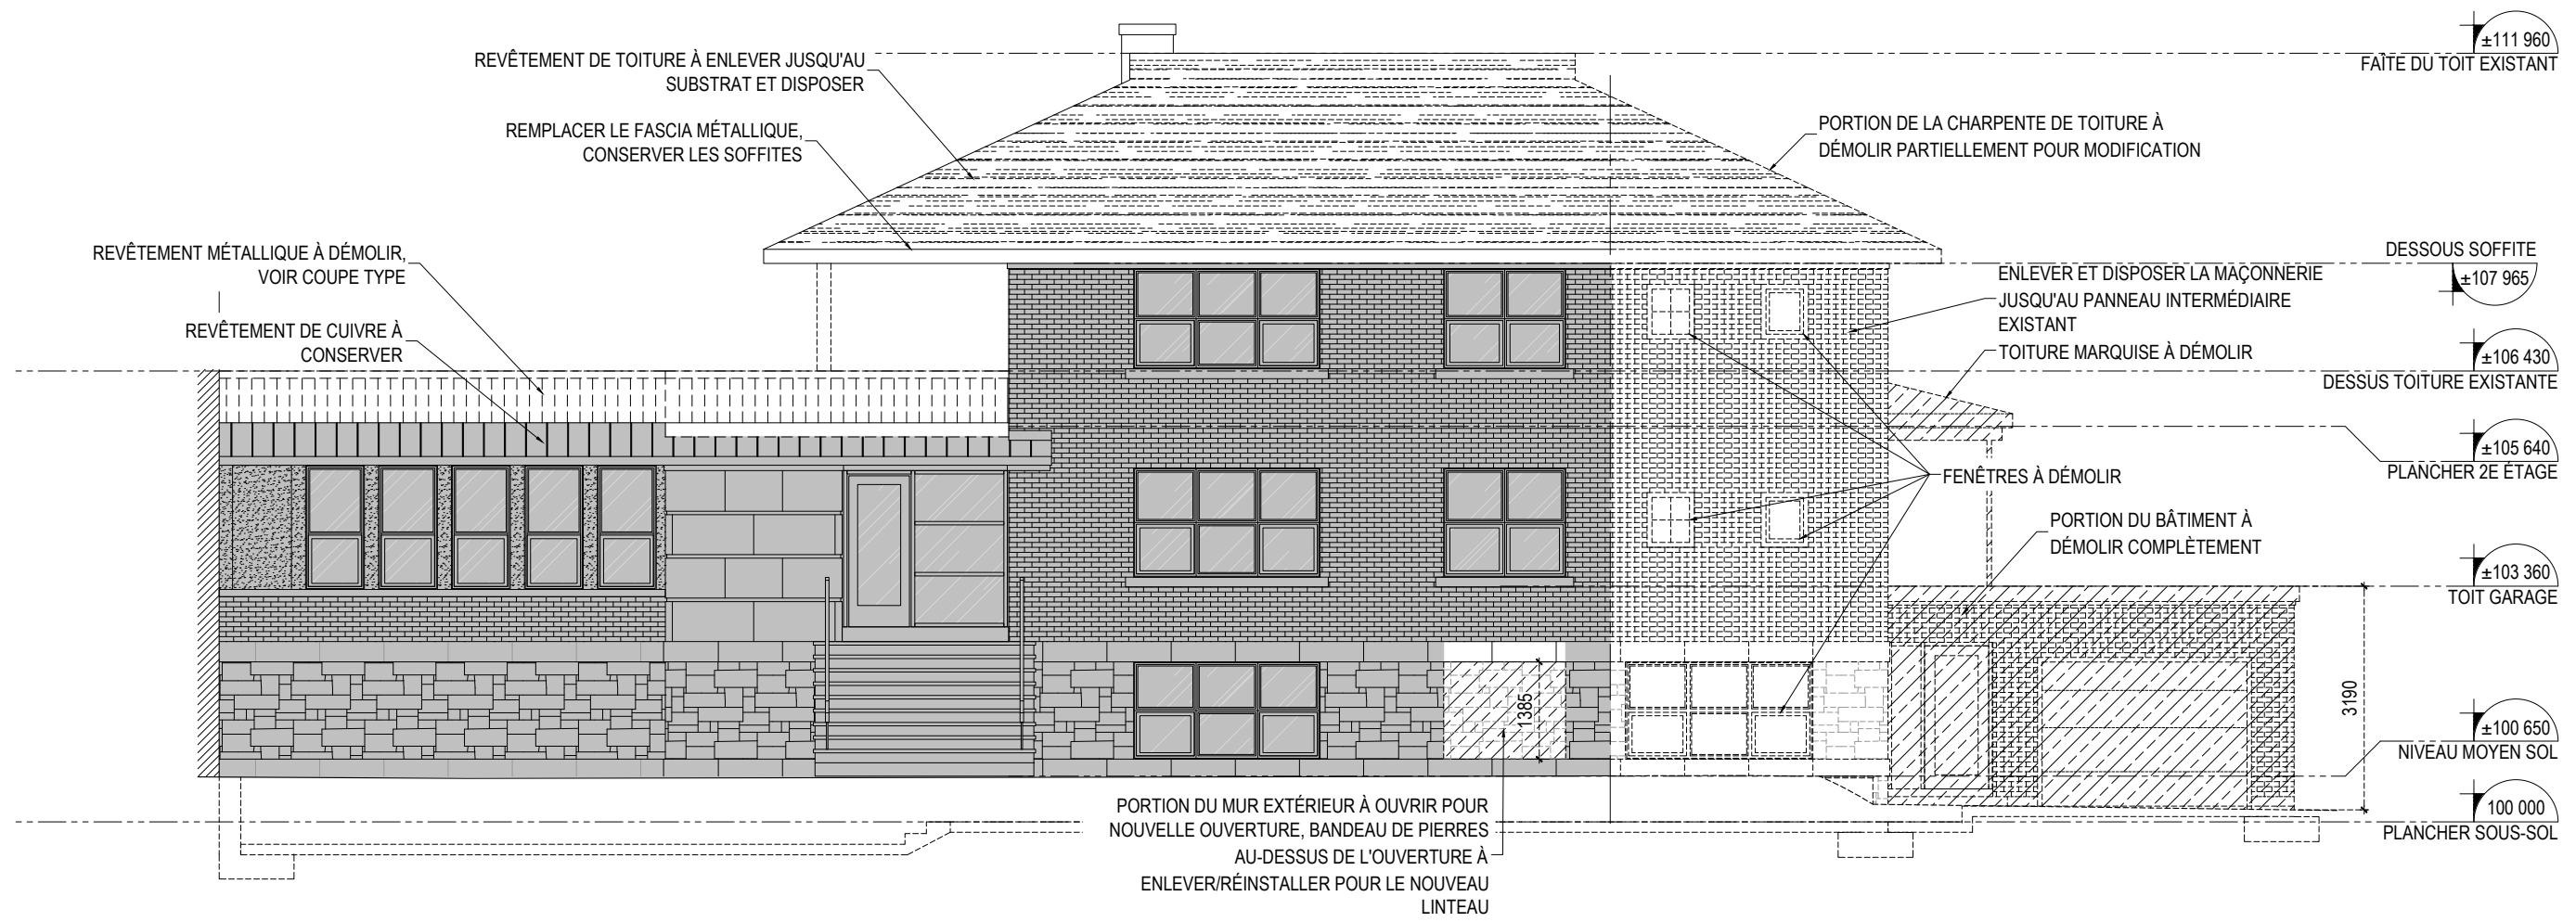 REVÊTEMENT DE TOITURE À ENLEVER JUSQU'AU
SUBSTRAT ET DISPOSER
REMPLACER LE FASCIA MÉTALLIQUE,
CONSERVER LES SOFFITES
REVÊTEMENT MÉTALLIQUE À DÉMOLIR,
VOIR COUPE TYPE
REVÊTEMENT DE CUIVRE À
CONSERVER
PORTION DE LA CHARPENTE DE TOITURE À
DÉMOLIR PARTIELLEMENT POUR MODIFICATION
ENLEVER ET DISPOSER LA MAÇONNERIE
JUSQU'AU PANNEAU INTERMÉDIAIRE
EXISTANT
TOITURE MARQUISE À DÉMOLIR
FENÊTRES À DÉMOLIR
PORTION DU BÂTIMENT À
DÉMOLIR COMPLÈTEMENT
1385
3190
PORTION DU MUR EXTÉRIEUR À OUVRIR POUR
NOUVELLE OUVERTURE, BANDEAU DE PIERRES
AU-DESSUS DE L'OUVERTURE À
ENLEVER/RÉINSTALLER POUR LE NOUVEAU
LINTEAU
±111 960
FAÎTE DU TOIT EXISTANT
DESSOUS SOFFITE
±107 965
±106 430
DESSUS TOITURE EXISTANTE
±105 640
PLANCHER 2E ÉTAGE
±103 360
TOIT GARAGE
±100 650
NIVEAU MOYEN SOL
100 000
PLANCHER SOUS-SOL